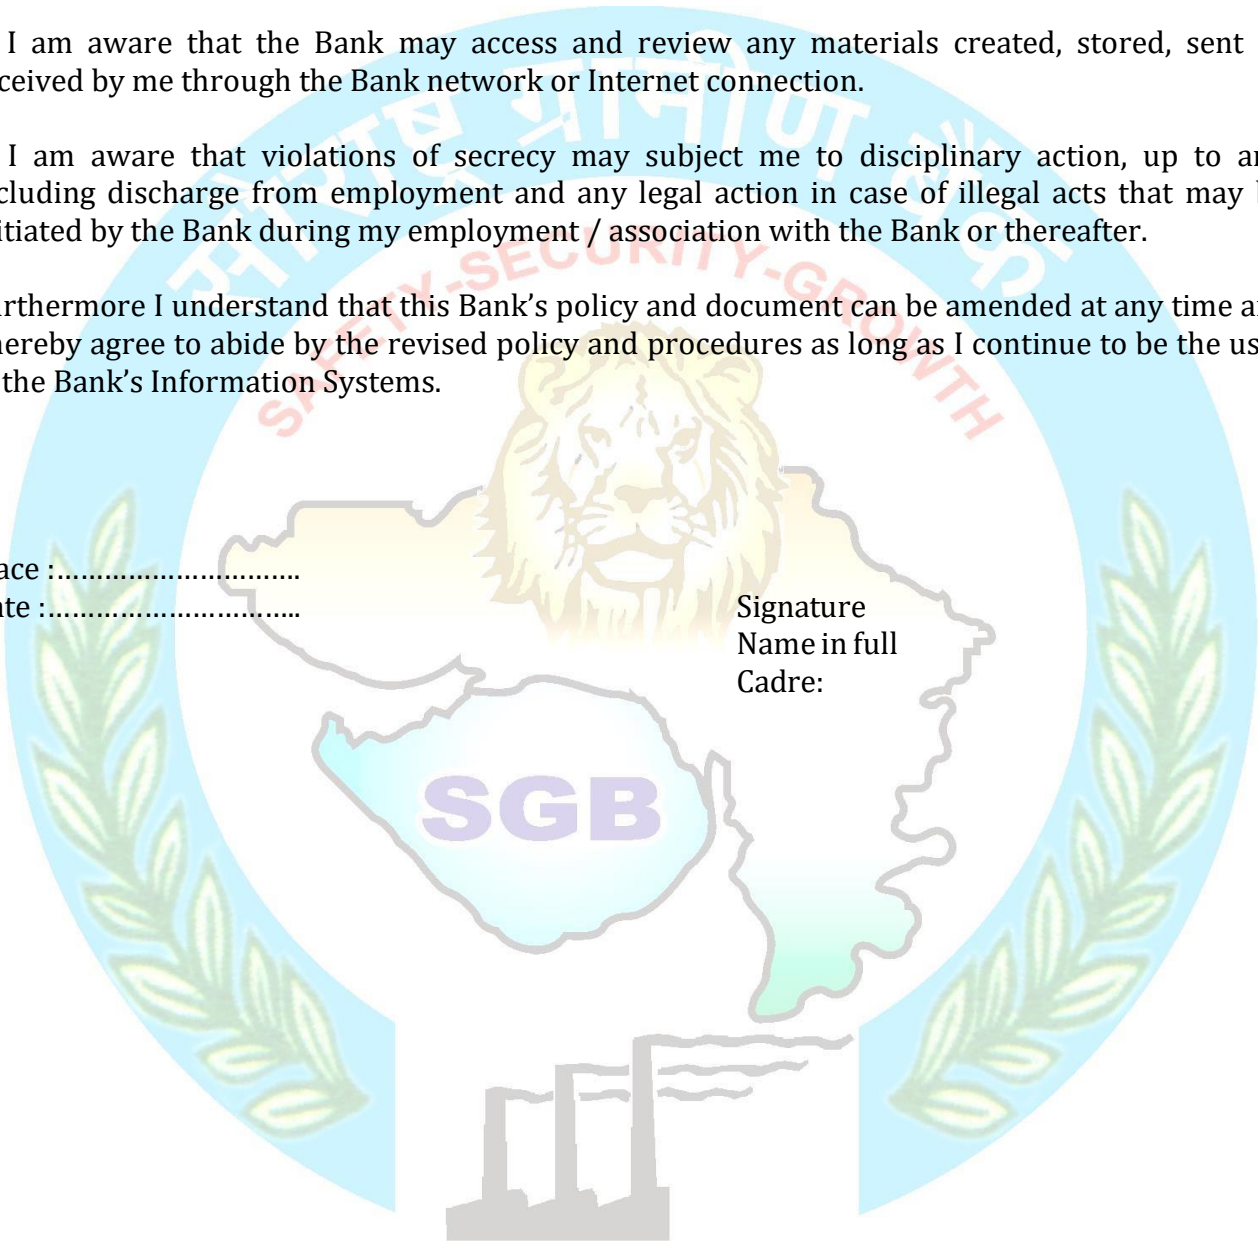 I am aware that the Bank may access and review any materials created, stored, sent
ceived by me through the Bank network or Internet connection.
I am aware that violations of secrecy may subject me to disciplinary action, up to an
cluding discharge from employment and any legal action in case of illegal acts that may b
itiated by the Bank during my employment / association with the Bank or thereafter.
rthermore I understand that this Bank’s policy and document can be amended at any time an
hereby agree to abide by the revised policy and procedures as long as I continue to be the us
the Bank’s Information Systems.
ace :…………………………
ate :…………………………..
Signature
Name in full
Cadre:
सौराष्ट्र ग्रामीण बैंक
SAFETY-SECURITY-GROWTH
SGB